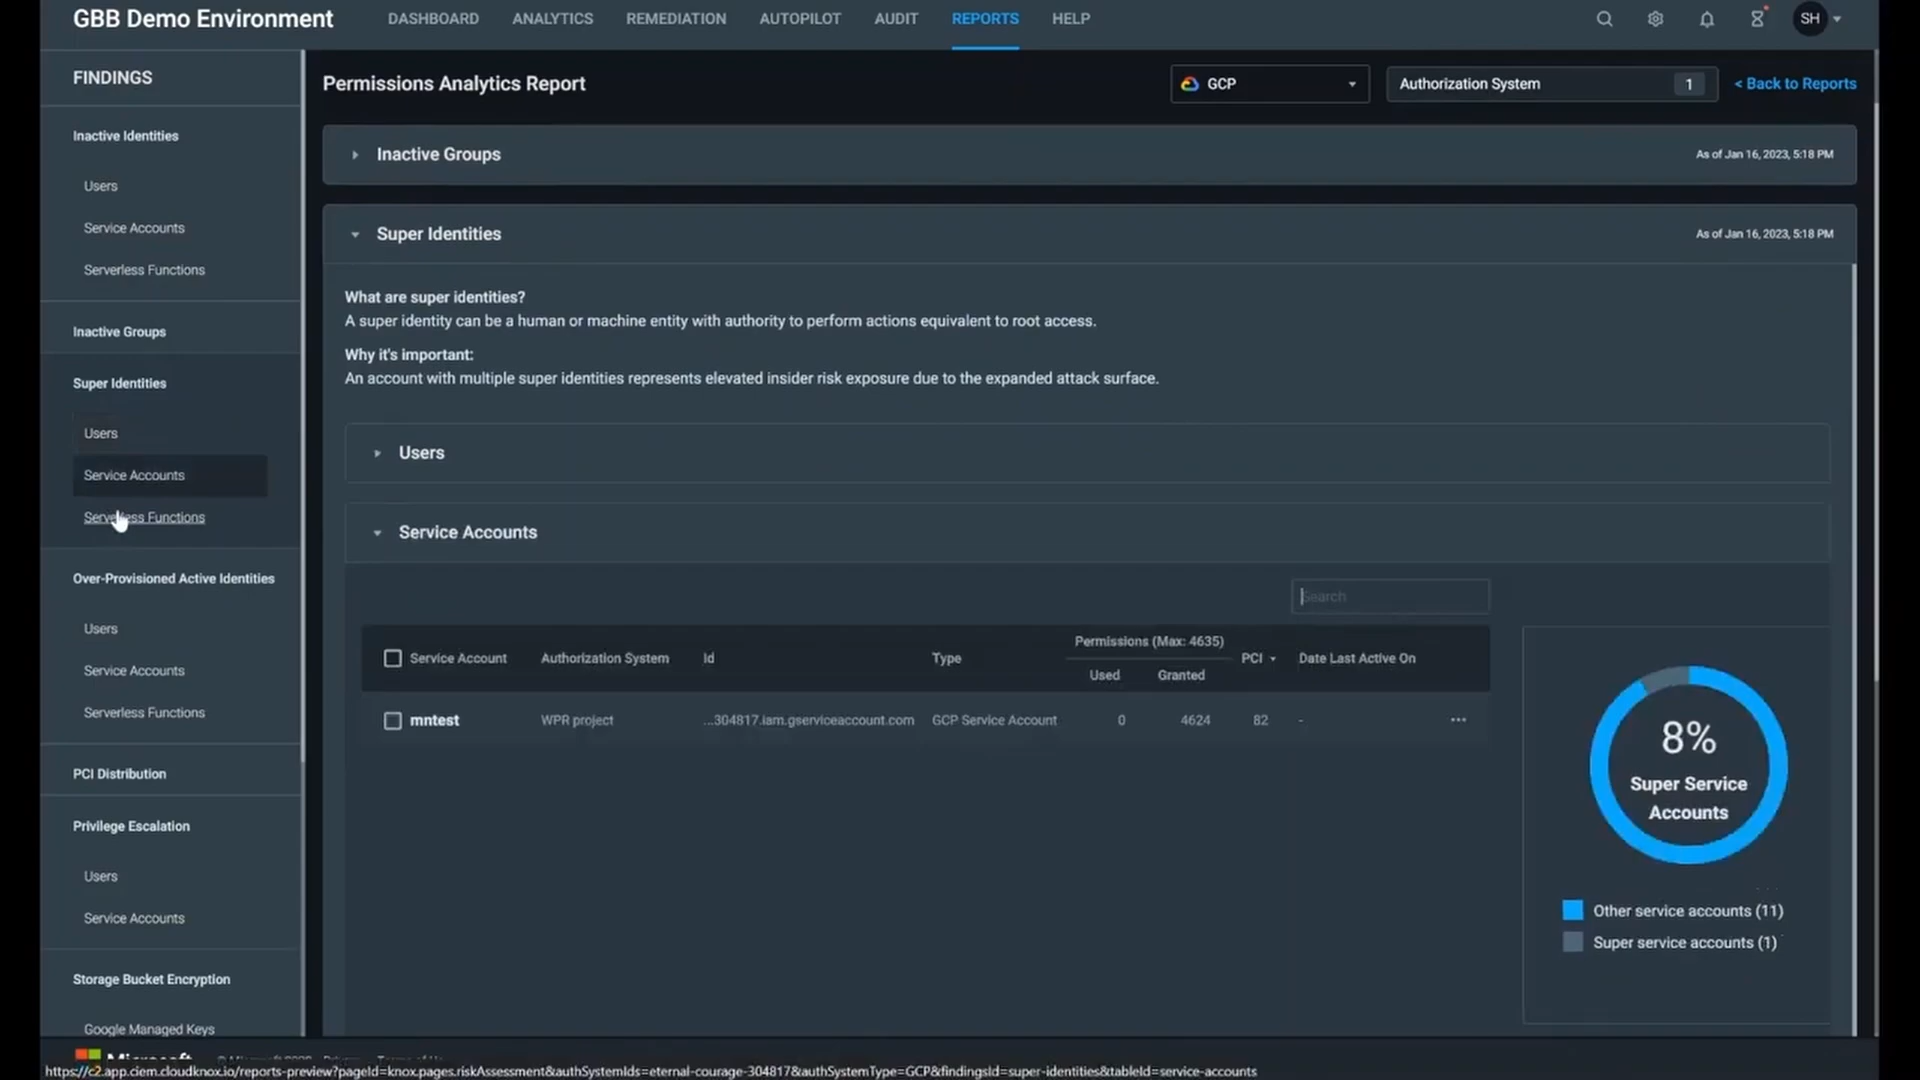 GBB Demo Environment
DASHBOARD
ANALYTICS
REMEDIATION
AUTOPILOT
AUDIT
REPORTS
HELP
SH
FINDINGS
Inactive Identities
Users
Service Accounts
Serverless Functions
Inactive Groups
Super Identities
Users
Service Accounts
Serverless Functions
Over-Provisioned Active Identities
Users
Service Accounts
Serverless Functions
PCI Distribution
Privilege Escalation
Users
Service Accounts
Storage Bucket Encryption
Google Managed Keys
Permissions Analytics Report
GCP
Authorization System 1
< Back to Reports
Inactive Groups
As of Jan 16, 2023, 5:18 PM
Super Identities
As of Jan 16, 2023, 5:18 PM
What are super identities?
A super identity can be a human or machine entity with authority to perform actions equivalent to root access.
Why it's important:
An account with multiple super identities represents elevated insider risk exposure due to the expanded attack surface.
Users
Service Accounts
Search
Service Account
Authorization System
Id
Type
Permissions (Max: 4635)
Used
Granted
PCI
Date Last Active On
mntest
WPR project
...304817.iam.gserviceaccount.com
GCP Service Account
0
4624
82
-
8%
Super Service
Accounts
Other service accounts (11)
Super service accounts (1)
Microsoft
https://c2.app.ciem.cloudknox.io/reports-preview?pageId=knox.pages.riskAssessment&authSystemIds=eternal-courage-304817&authSystemType=GCP&findingsId=super-identities&tableId=service-accounts